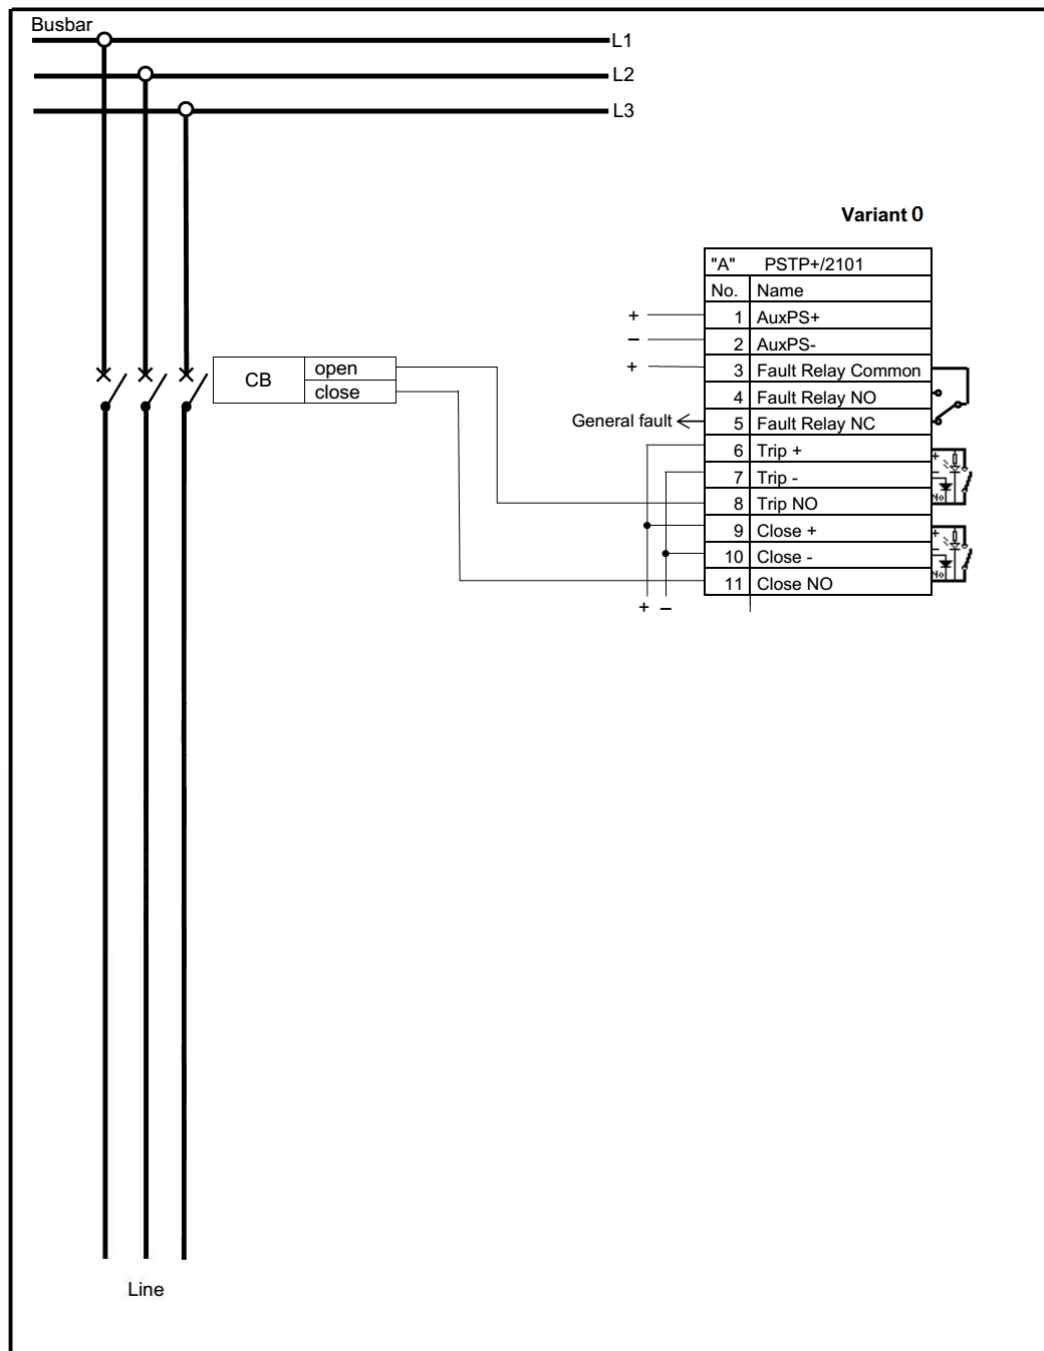 Busbar
L1
L2
L3
Variant 0
"A" PSTP+/2101
No. Name
+ 1 AuxPS+
− 2 AuxPS-
+ 3 Fault Relay Common
4 Fault Relay NO
General fault 5 Fault Relay NC
6 Trip +
7 Trip -
8 Trip NO
9 Close +
10 Close -
11 Close NO
CB open
close
+ −
+
−
No
+
−
No
Line